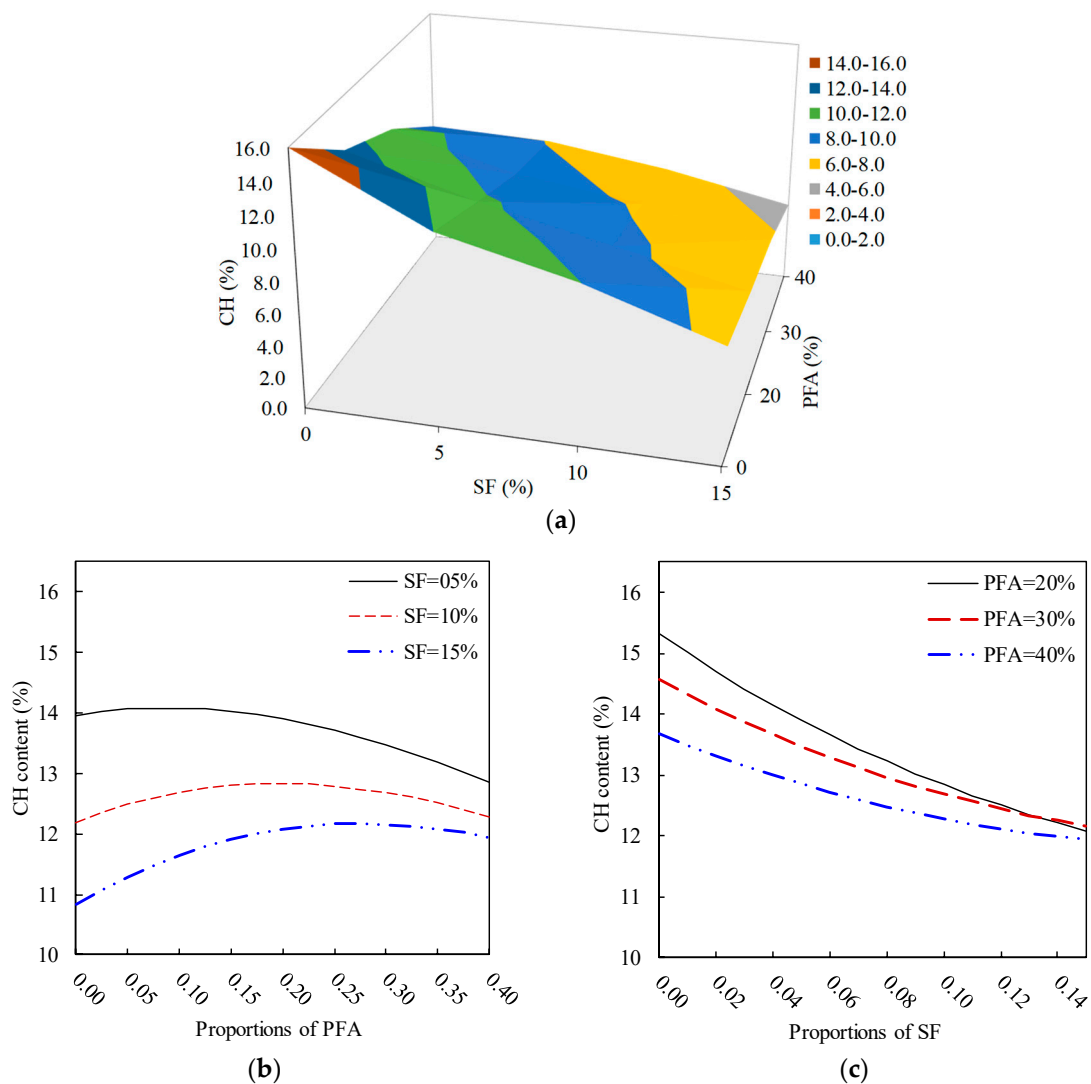 14.0-16.0
12.0-14.0
10.0-12.0
8.0-10.0
6.0-8.0
4.0-6.0
2.0-4.0
0.0-2.0
16.0
14.0
12.0
10.0
8.0
6.0
4.0
2.0
0.0
CH (%)
0
5
10
15
SF (%)
0
20
30
40
PFA (%)
(a)
SF=05%
SF=10%
SF=15%
16
15
14
13
12
11
10
CH content (%)
0.00 0.05 0.10 0.15 0.20 0.25 0.30 0.35 0.40
Proportions of PFA
(b)
PFA=20%
PFA=30%
PFA=40%
16
15
14
13
12
11
10
CH content (%)
0.00 0.02 0.04 0.06 0.08 0.10 0.12 0.14
Proportions of SF
(c)